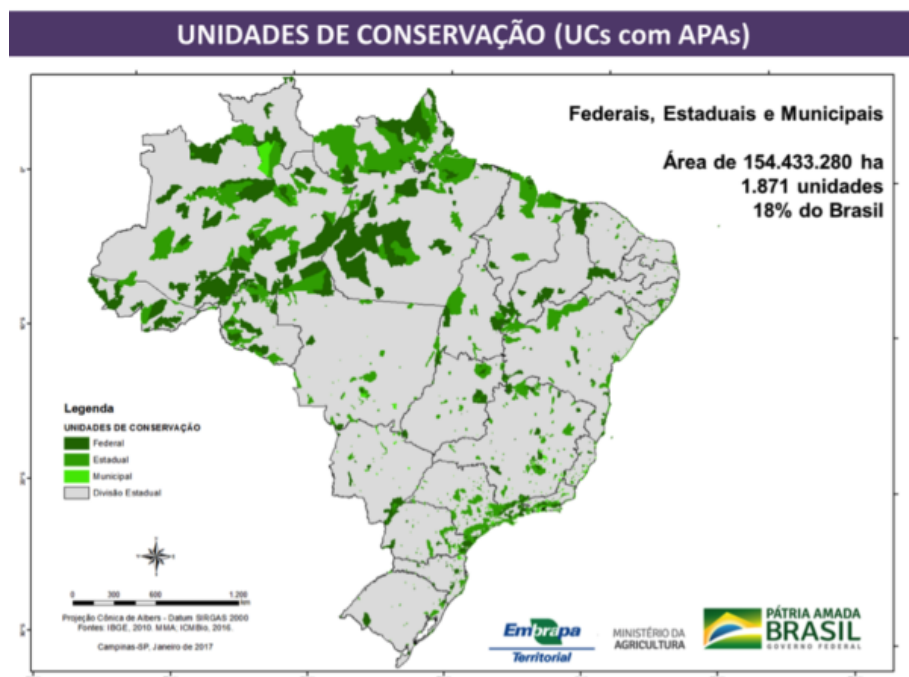 UNIDADES DE CONSERVAÇÃO (UCs com APAs)
Federais, Estaduais e Municipais
Área de 154.433.280 ha
1.871 unidades
18% do Brasil
Legenda
UNIDADES DE CONSERVAÇÃO
Federal
Estadual
Municipal
Divisão Estadual
0 300 600 1.200
km
Projeção Cônica de Albers - Datum SIRGAS 2000
Fontes: IBGE, 2010. MMA; ICMBio, 2016.
Campinas-SP, Janeiro de 2017
Embrapa
Territorial
MINISTÉRIO DA
AGRICULTURA
PÁTRIA AMADA
BRASIL
GOVERNO FEDERAL